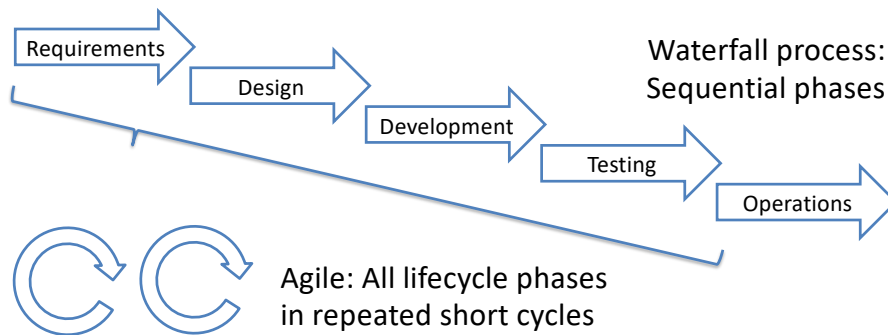 Requirements
Design
Development
Testing
Operations
Waterfall process:
Sequential phases
Agile: All lifecycle phases
in repeated short cycles